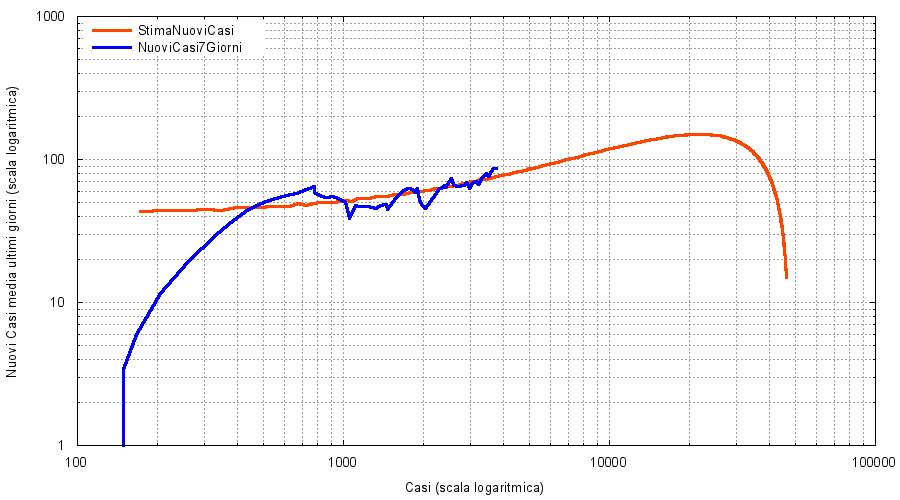 1000
StimaNuoviCasi
NuoviCasi7Giorni
100
10
1
Nuovi Casi media ultimi giorni (scala logaritmica)
100
1000
10000
100000
Casi (scala logaritmica)